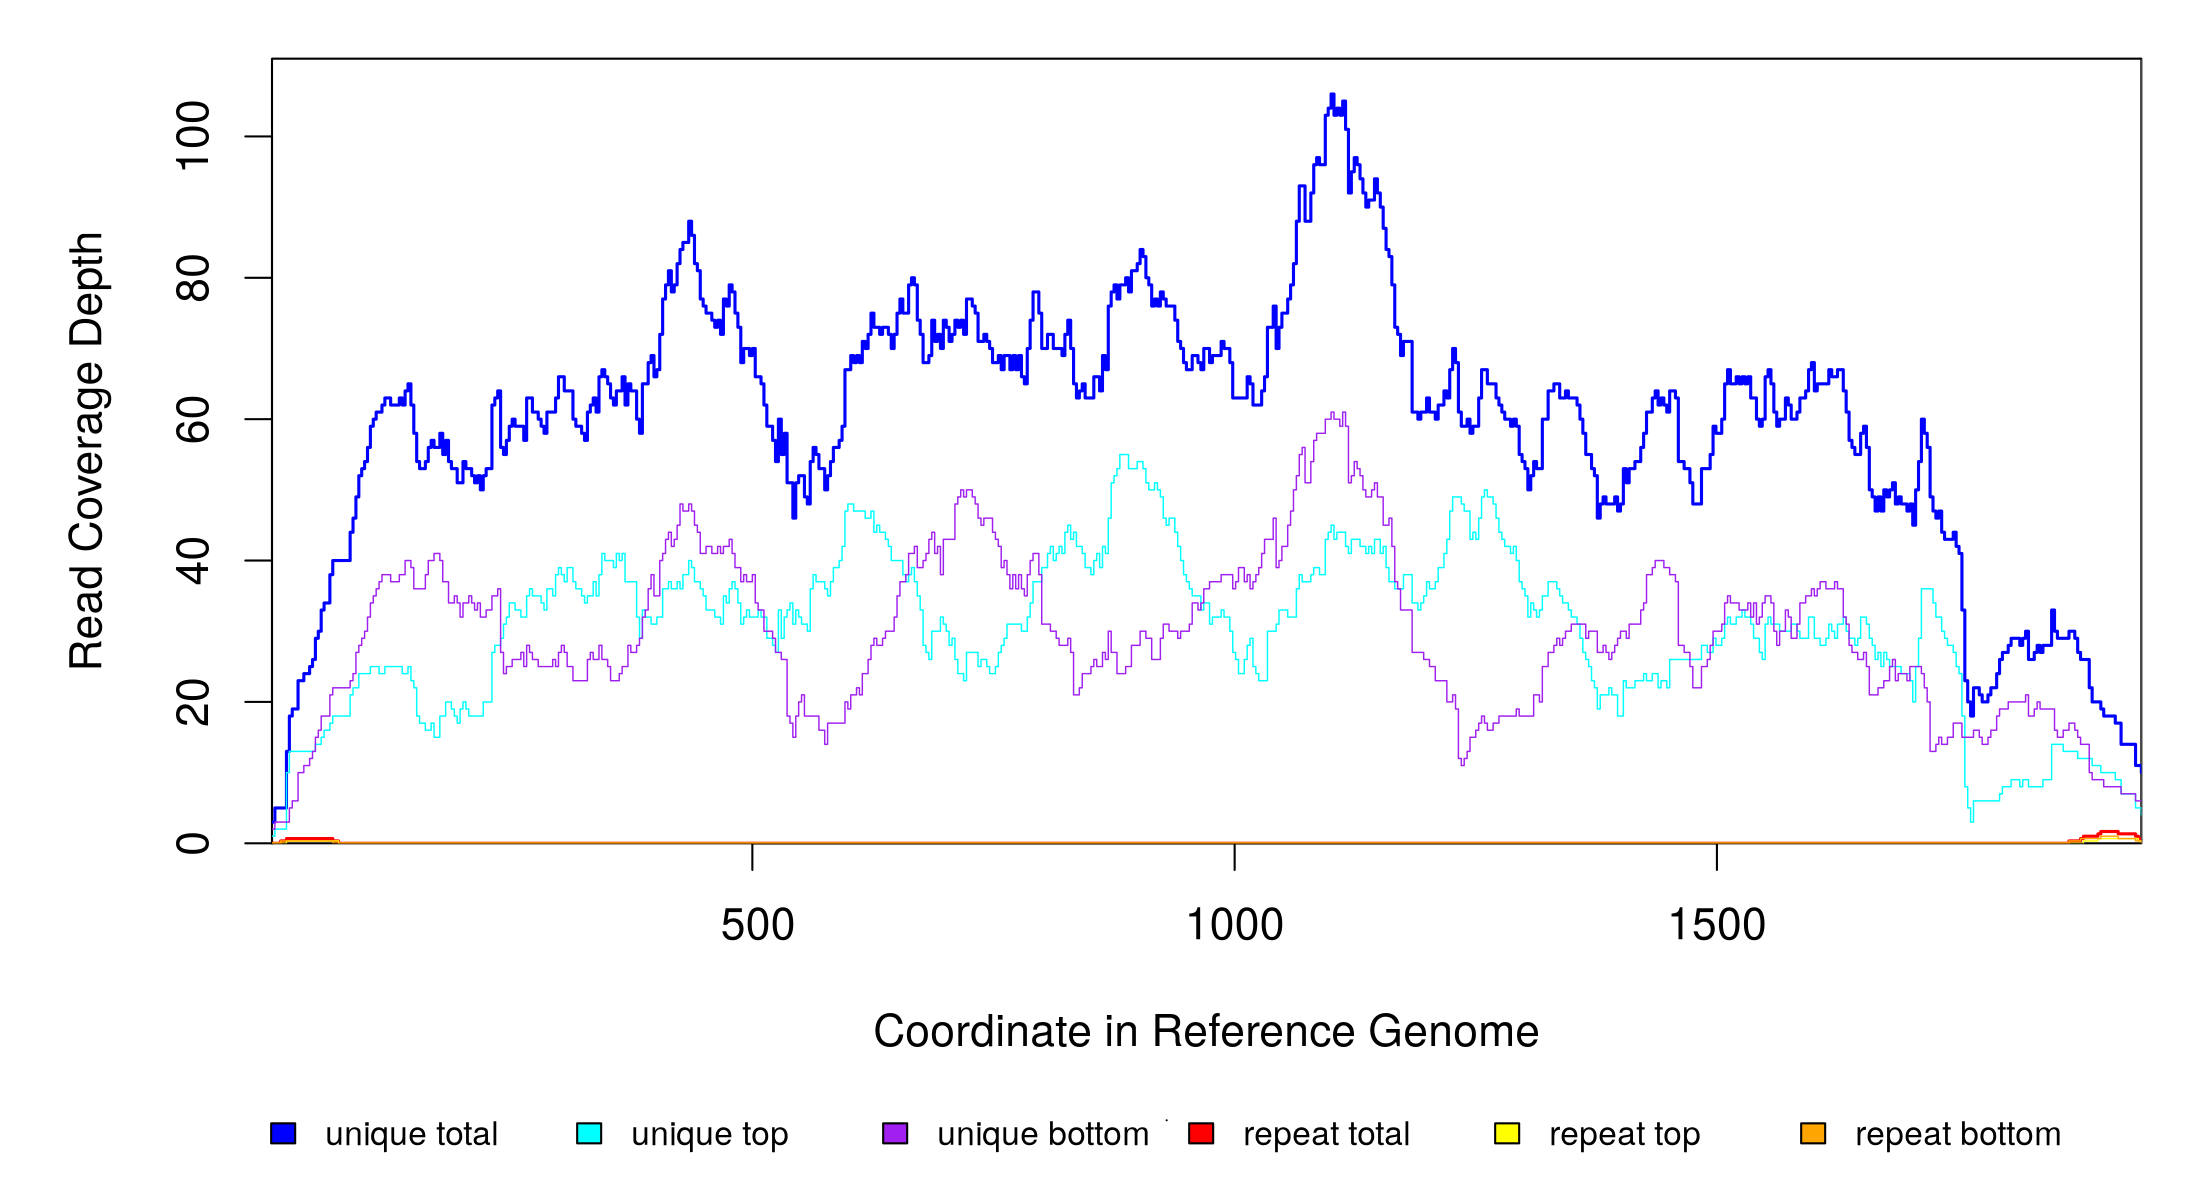 Read Coverage Depth
100
80
60
40
20
0
500 1000 1500
Coordinate in Reference Genome
unique total unique top unique bottom repeat total repeat top repeat bottom